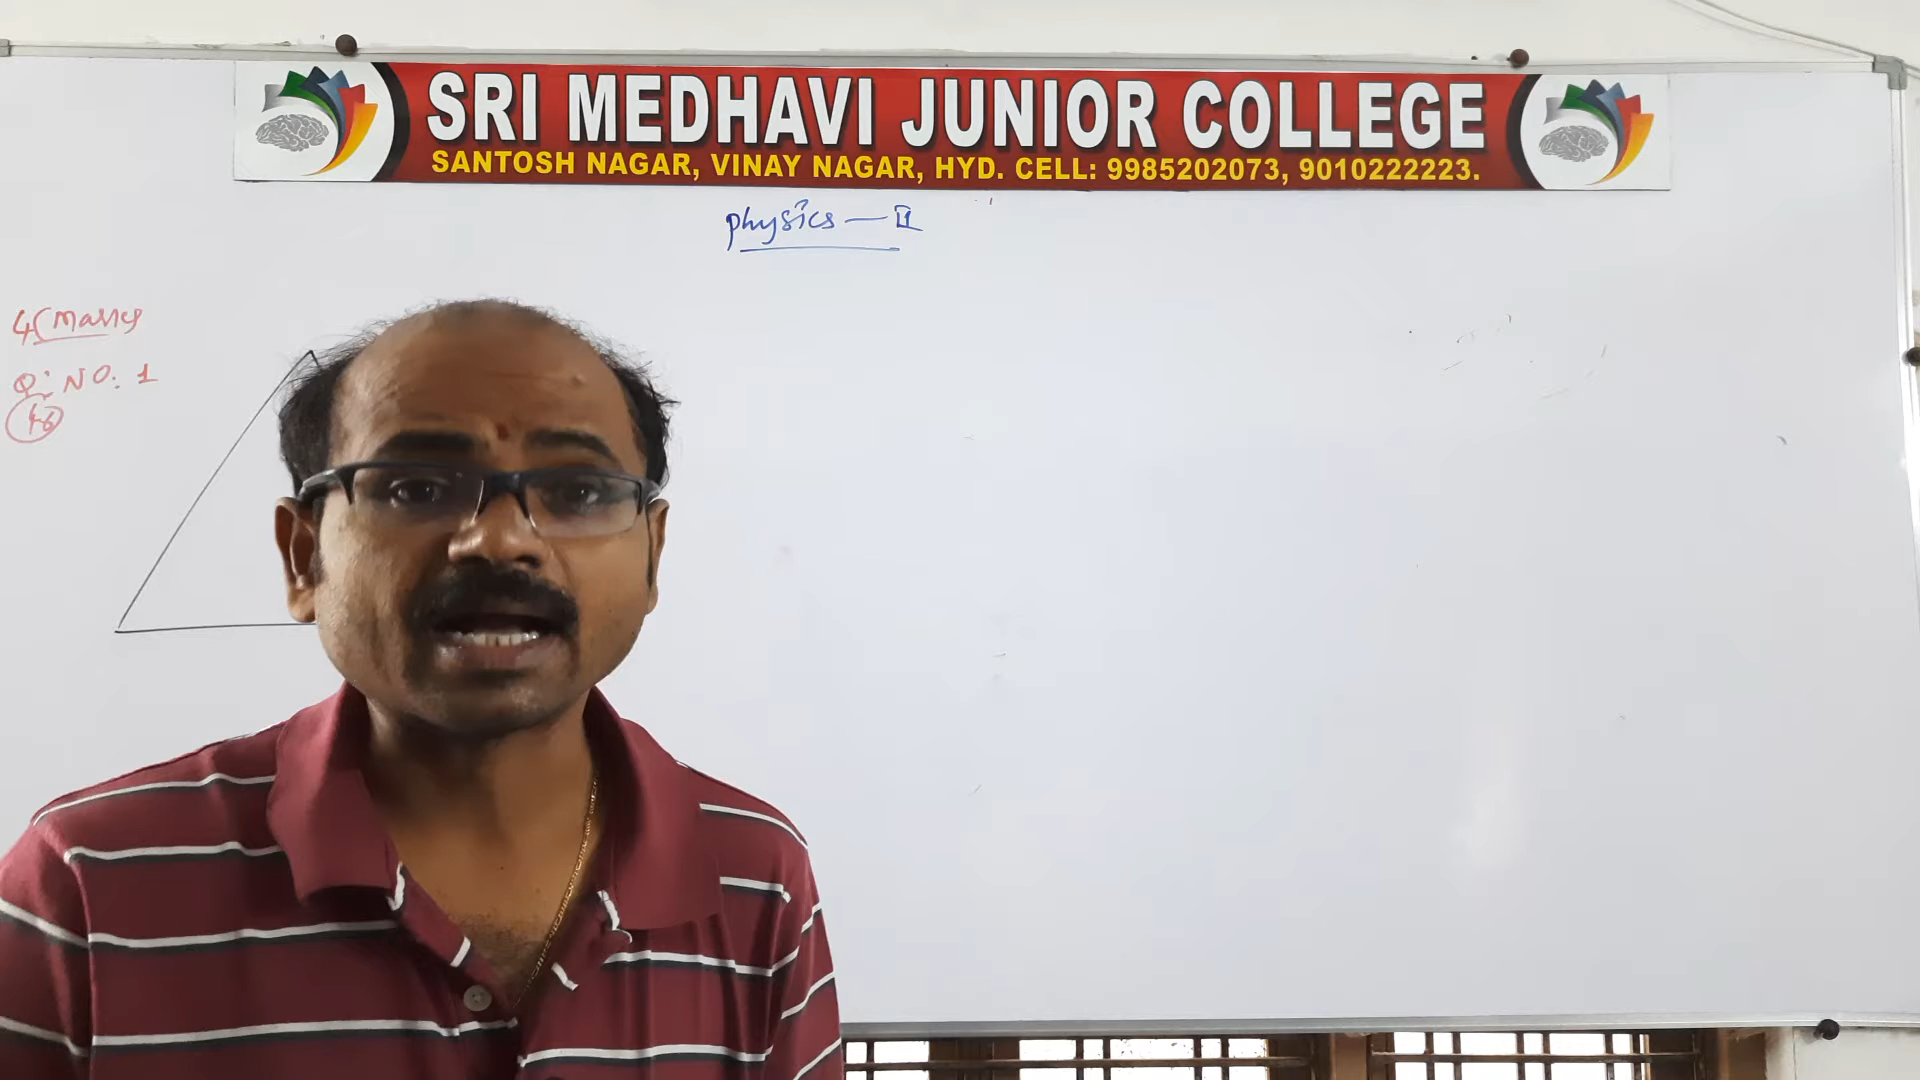 SRI MEDHAVI JUNIOR COLLEGE
SANTOSH NAGAR, VINAY NAGAR, HYD. CELL: 9985202073, 9010222223.
physics — II
4 Marks
Q. NO: 1